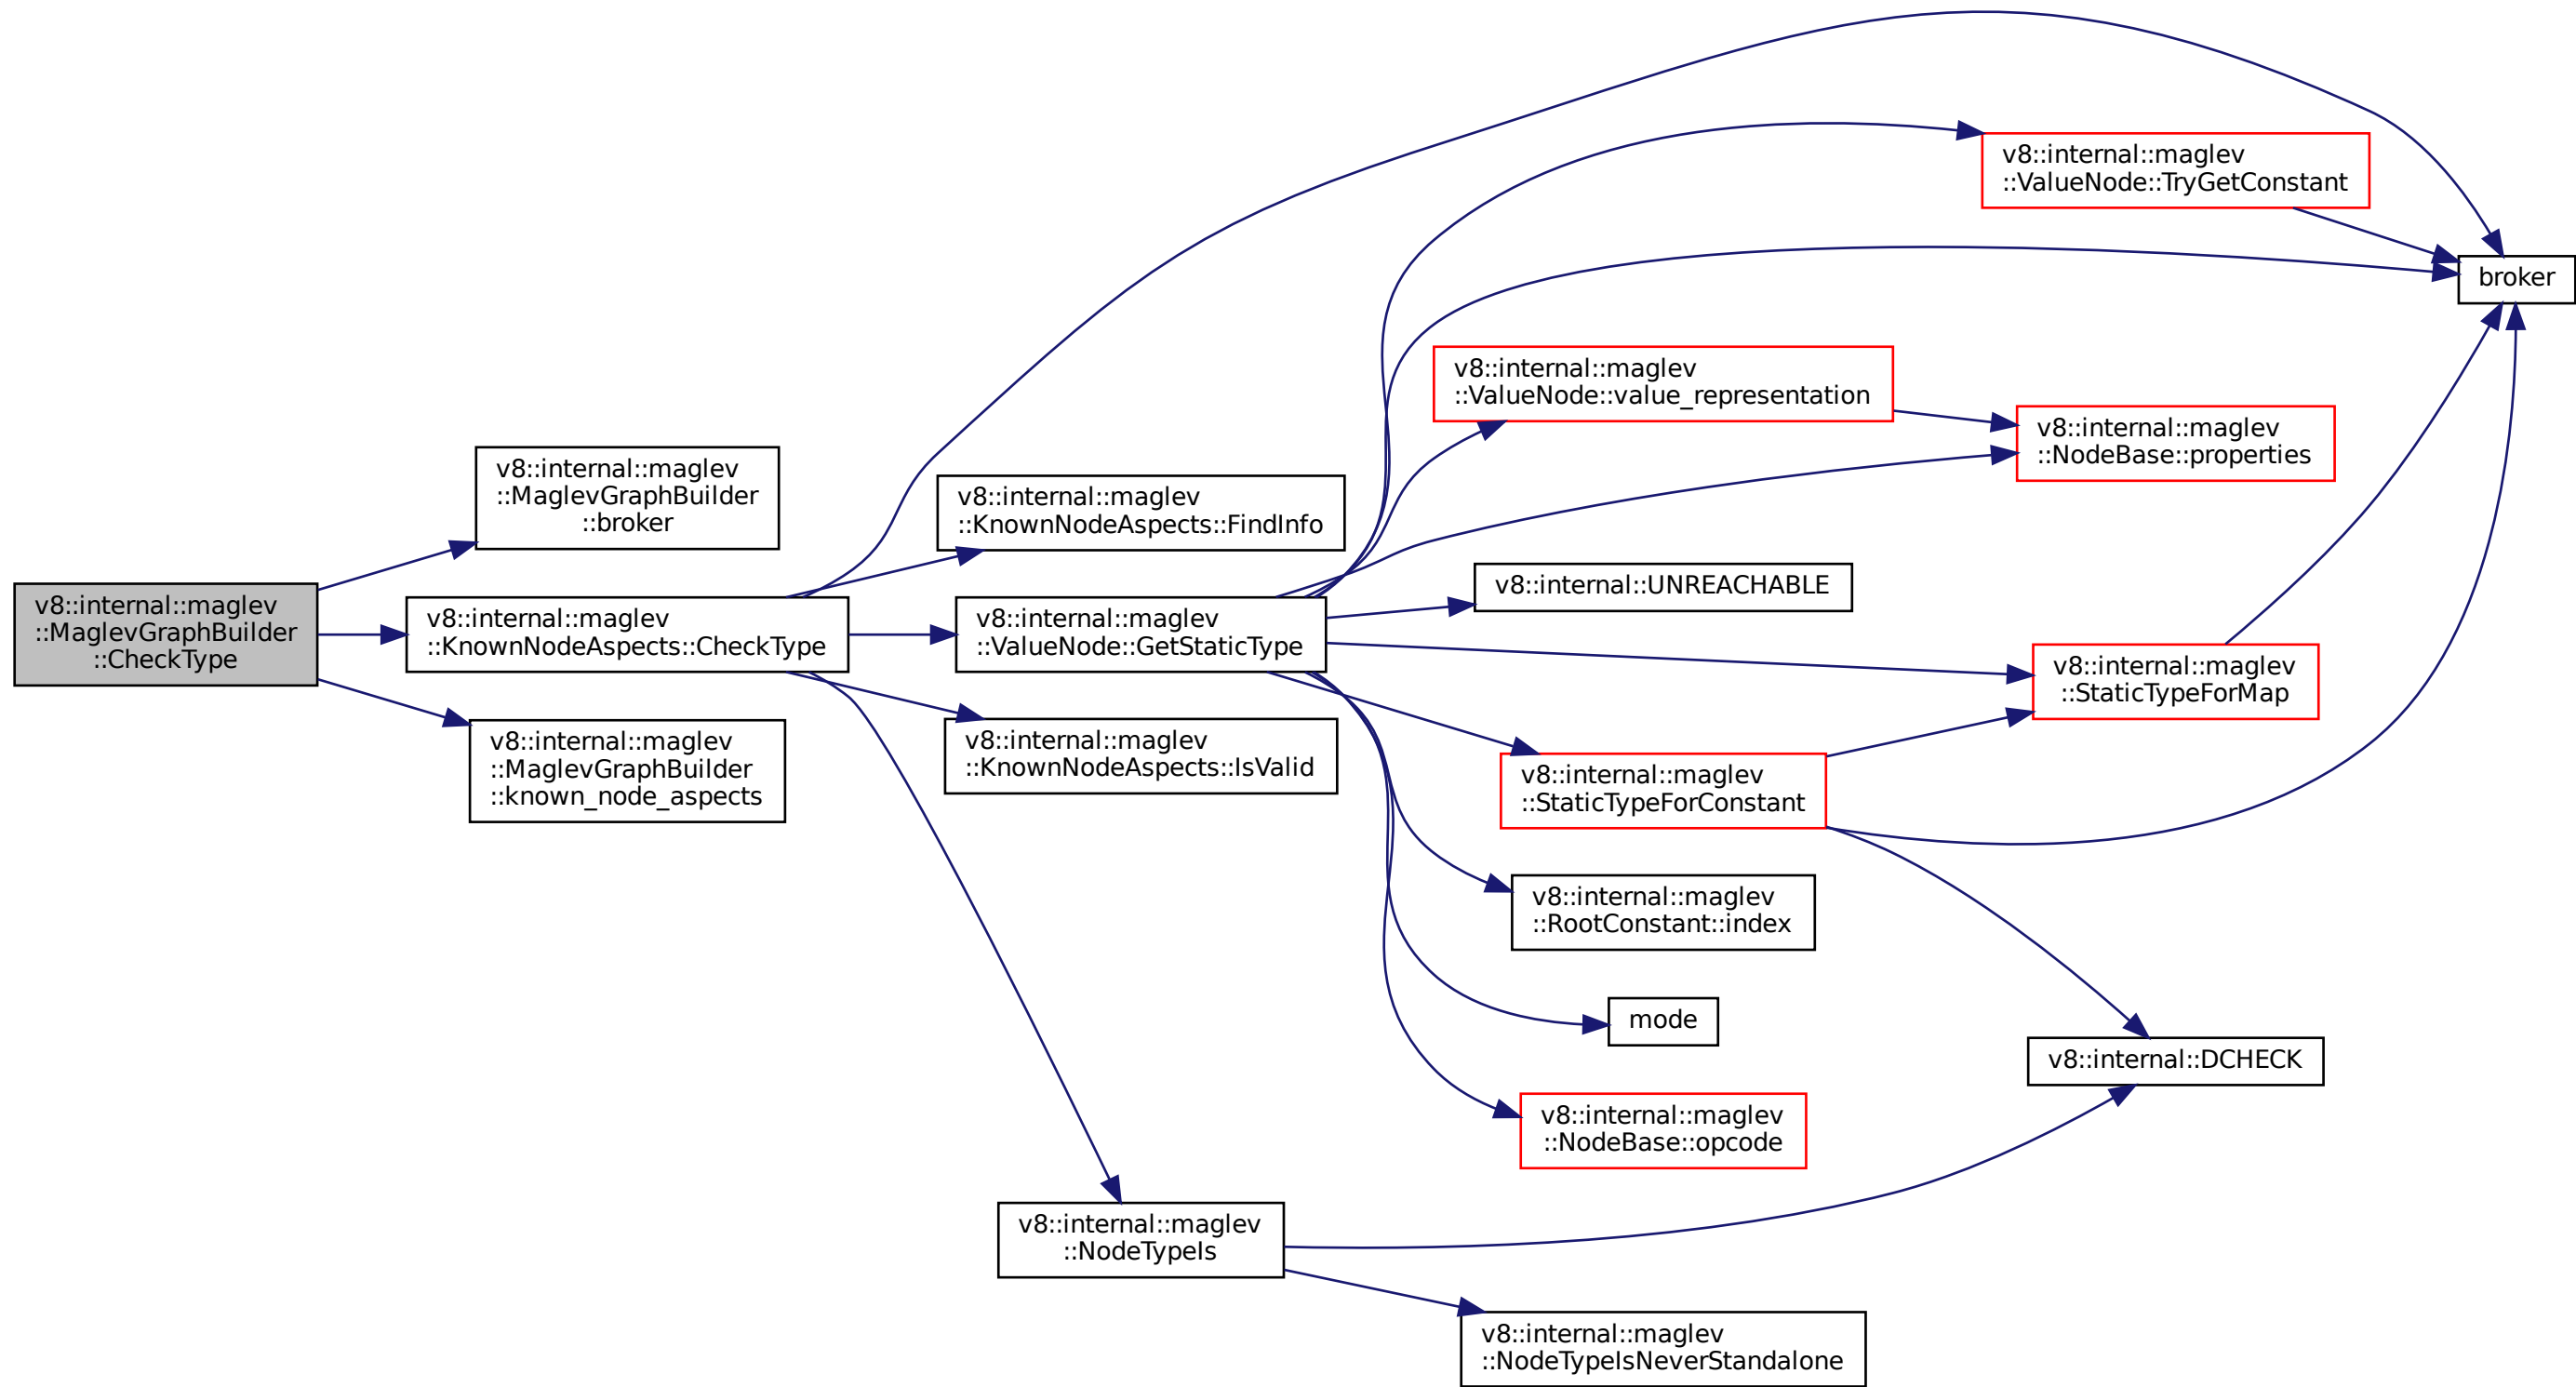 v8::internal::maglev
::MaglevGraphBuilder
::CheckType
v8::internal::maglev
::MaglevGraphBuilder
::broker
v8::internal::maglev
::KnownNodeAspects::CheckType
v8::internal::maglev
::MaglevGraphBuilder
::known_node_aspects
v8::internal::maglev
::KnownNodeAspects::FindInfo
v8::internal::maglev
::ValueNode::GetStaticType
v8::internal::maglev
::KnownNodeAspects::IsValid
v8::internal::maglev
::NodeTypeIs
v8::internal::maglev
::ValueNode::value_representation
v8::internal::UNREACHABLE
v8::internal::maglev
::StaticTypeForConstant
v8::internal::maglev
::RootConstant::index
mode
v8::internal::maglev
::NodeBase::opcode
v8::internal::maglev
::NodeTypeIsNeverStandalone
v8::internal::maglev
::ValueNode::TryGetConstant
v8::internal::maglev
::NodeBase::properties
v8::internal::maglev
::StaticTypeForMap
v8::internal::DCHECK
broker